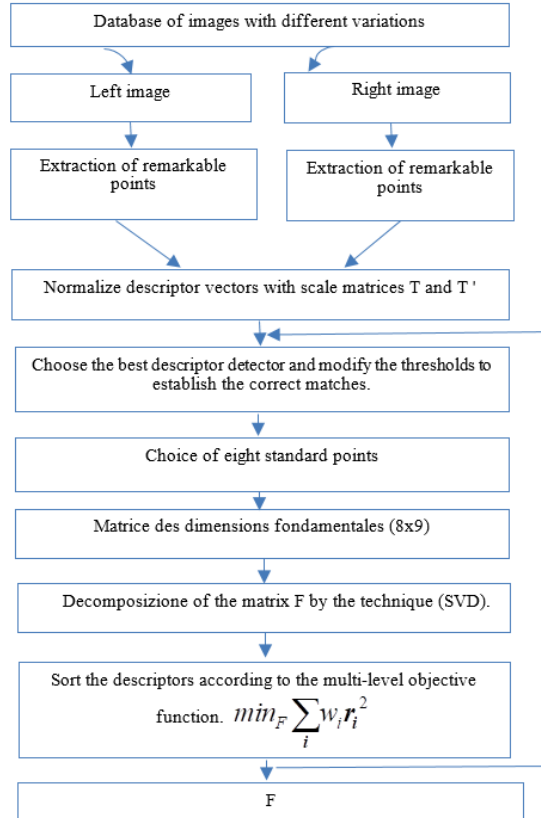 Database of images with different variations
Left image
Right image
Extraction of remarkable
points
Extraction of remarkable
points
Normalize descriptor vectors with scale matrices T and T '
Choose the best descriptor detector and modify the thresholds to
establish the correct matches.
Choice of eight standard points
Matrice des dimensions fondamentales (8x9)
Decomposizione of the matrix F by the technique (SVD).
Sort the descriptors according to the multi-level objective
function. min_F ∑_i w_i r_i^2
F